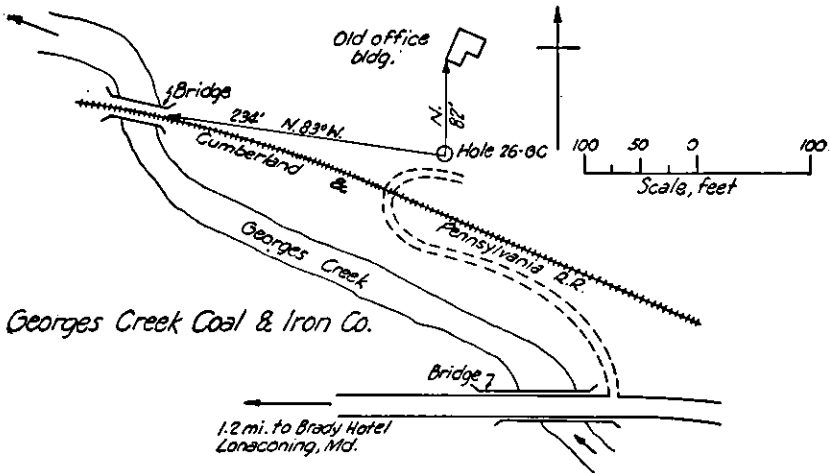 Old office
bldg.
Bridge
234' N. 83° W.
N.
82'
Hole 26-GC
Cumberland & Pennsylvania R.R.
100 50 0 100
Scale, feet
Georges Creek
Georges Creek Coal & Iron Co.
Bridge
1.2 mi. to Brady Hotel
Lonaconing, Md.